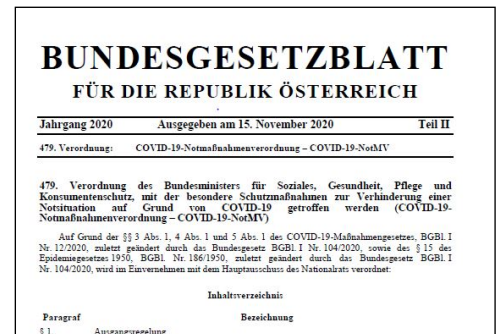 BUNDESGESETZBLATT
FÜR DIE REPUBLIK ÖSTERREICH
Jahrgang 2020 Ausgegeben am 15. November 2020 Teil II
479. Verordnung: COVID-19-Notmaßnahmenverordnung – COVID-19-NotMV
479. Verordnung des Bundesministers für Soziales, Gesundheit, Pflege und
Konsumentenschutz, mit der besondere Schutzmaßnahmen zur Verhinderung einer
Notsituation auf Grund von COVID-19 getroffen werden (COVID-19-
Notmaßnahmenverordnung – COVID-19-NotMV)
Auf Grund der §§ 3 Abs. 1, 4 Abs. 1 und 5 Abs. 1 des COVID-19-Maßnahmengesetzes, BGBl. I
Nr. 12/2020, zuletzt geändert durch das Bundesgesetz BGBl. I Nr. 104/2020, sowie des § 15 des
Epidemiegesetzes 1950, BGBl. Nr. 186/1950, zuletzt geändert durch das Bundesgesetz BGBl. I
Nr. 104/2020, wird im Einvernehmen mit dem Hauptausschuss des Nationalrats verordnet:
Inhaltsverzeichnis
Paragraf Bezeichnung
§ 1 Ausgangsregelung